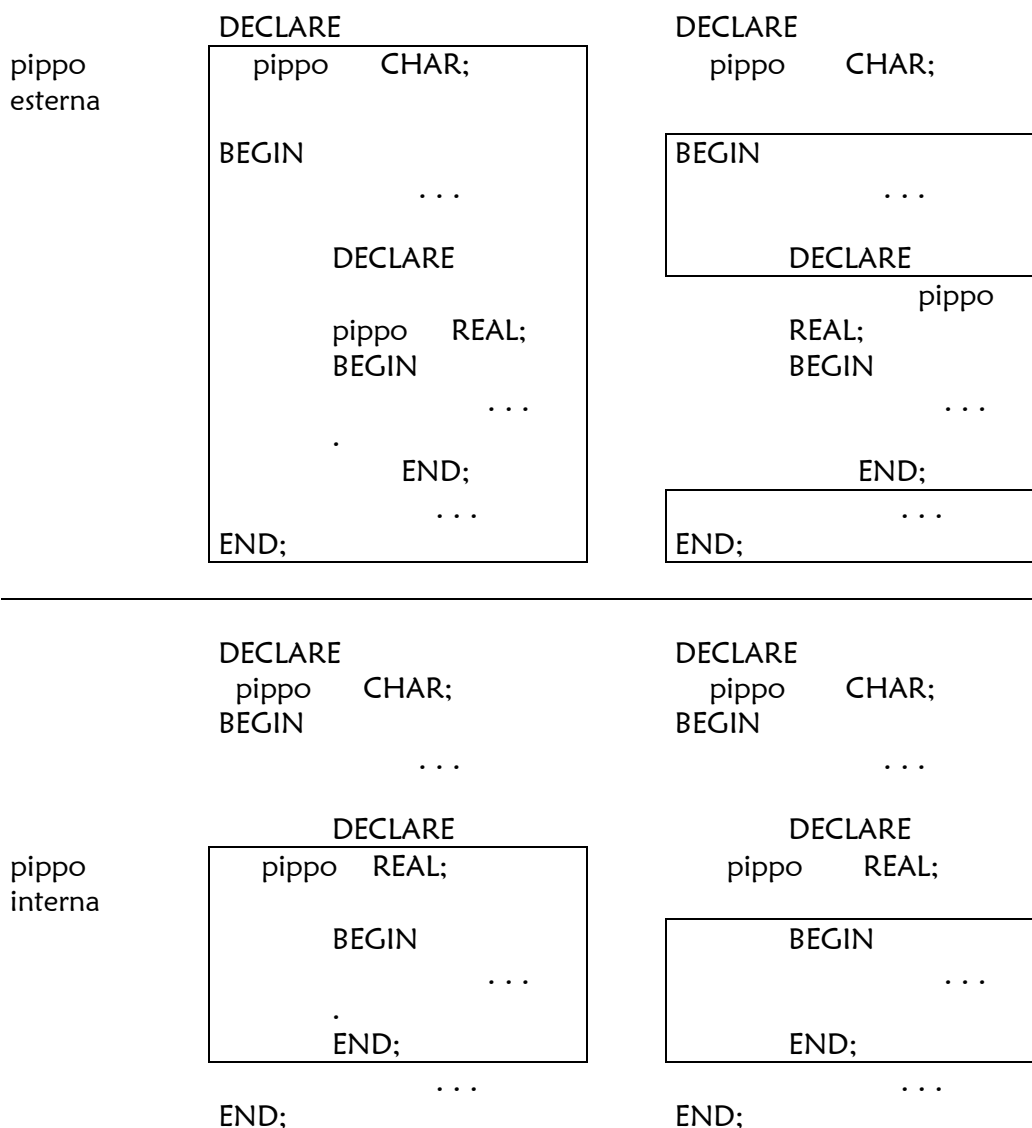 DECLARE DECLARE
pippo pippo CHAR; pippo CHAR;
esterna
BEGIN BEGIN
. . . . . .
DECLARE DECLARE
pippo
pippo REAL; REAL;
BEGIN BEGIN
. . . . . .
.
END; END;
. . . . . .
END; END;
DECLARE DECLARE
pippo CHAR; pippo CHAR;
BEGIN BEGIN
. . . . . .
DECLARE DECLARE
pippo pippo REAL; pippo REAL;
interna
BEGIN BEGIN
. . . . . .
.
END; END;
. . . . . .
END; END;